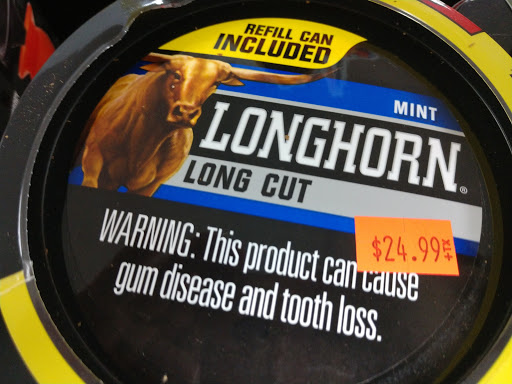 REFILL CAN
INCLUDED
MINT
LONGHORN®
LONG CUT
WARNING: This product can cause
gum disease and tooth loss.
$24.99